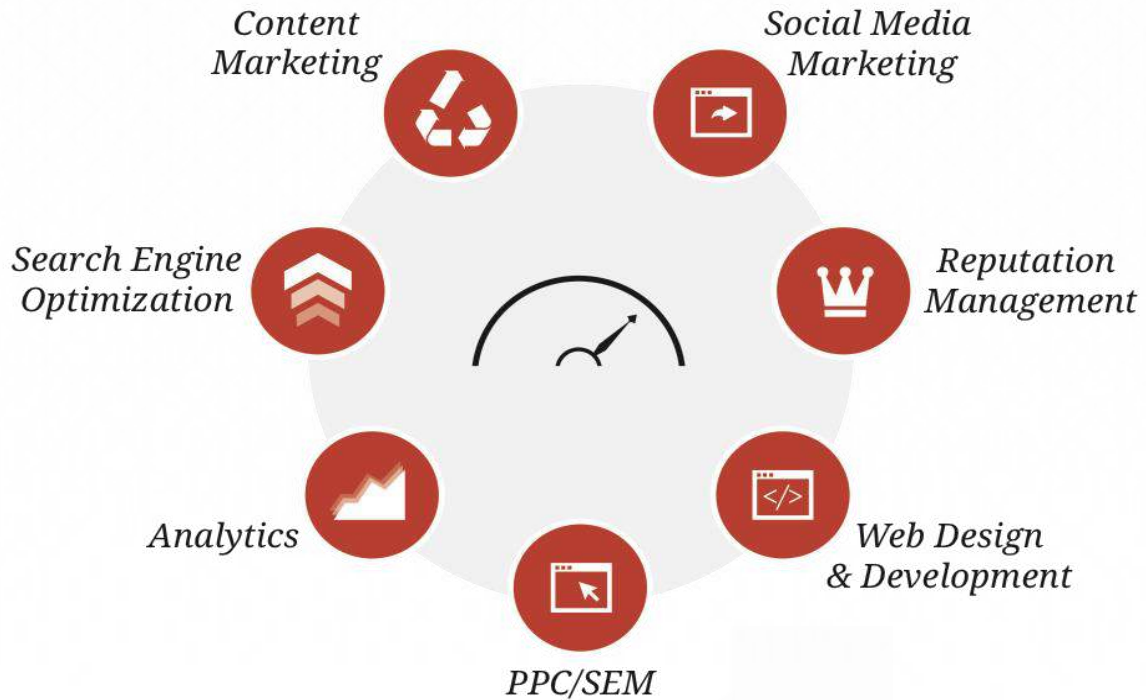 Content
Marketing
Social Media
Marketing
Search Engine
Optimization
Reputation
Management
</>
Analytics
Web Design
& Development
PPC/SEM